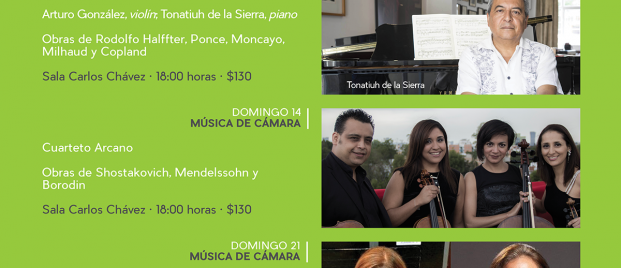 Arturo González, violín; Tonatiuh de la Sierra, piano
Obras de Rodolfo Halffter, Ponce, Moncayo,
Milhaud y Copland
Sala Carlos Chávez · 18:00 horas · $130
Tonatiuh de la Sierra
DOMINGO 14
MÚSICA DE CÁMARA
Cuarteto Arcano
Obras de Shostakovich, Mendelssohn y
Borodin
Sala Carlos Chávez · 18:00 horas · $130
DOMINGO 21
MÚSICA DE CÁMARA